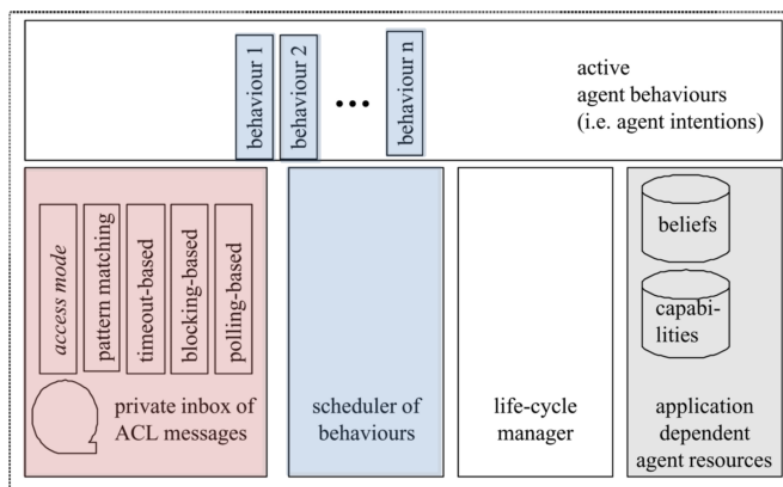 behaviour 1
behaviour 2
...
behaviour n
active
agent behaviours
(i.e. agent intentions)
access mode
pattern matching
timeout-based
blocking-based
polling-based
private inbox of
ACL messages
scheduler of
behaviours
life-cycle
manager
beliefs
capabi-
lities
application
dependent
agent resources